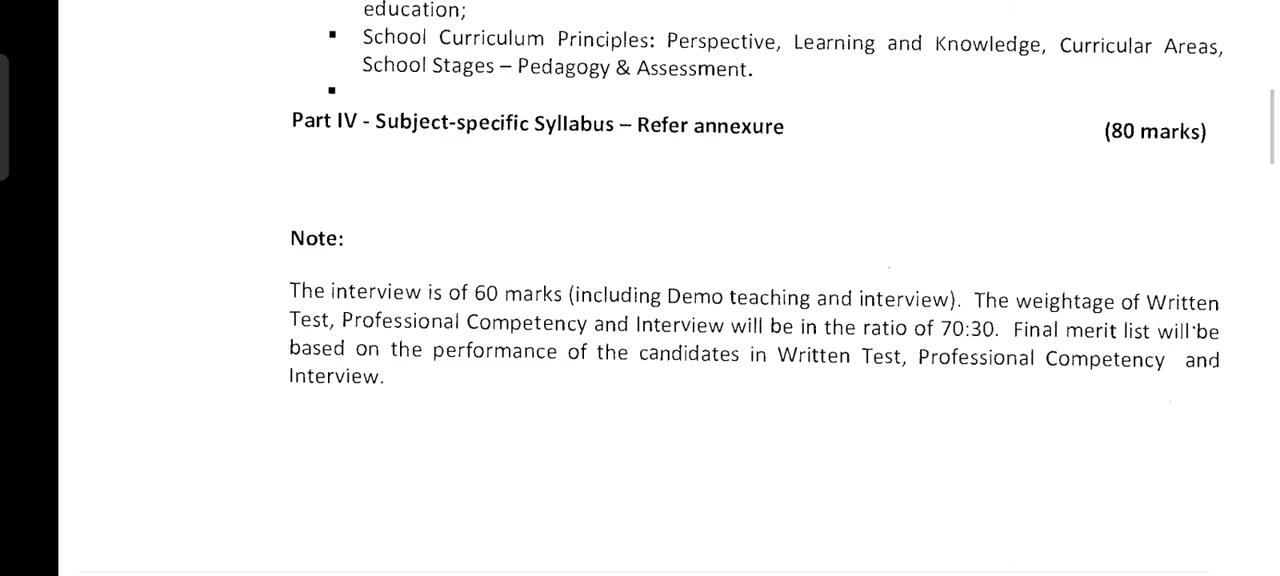 education;
▪ School Curriculum Principles: Perspective, Learning and Knowledge, Curricular Areas,
School Stages – Pedagogy & Assessment.
▪
Part IV - Subject-specific Syllabus – Refer annexure (80 marks)
Note:
The interview is of 60 marks (including Demo teaching and interview). The weightage of Written
Test, Professional Competency and Interview will be in the ratio of 70:30. Final merit list will be
based on the performance of the candidates in Written Test, Professional Competency and
Interview.